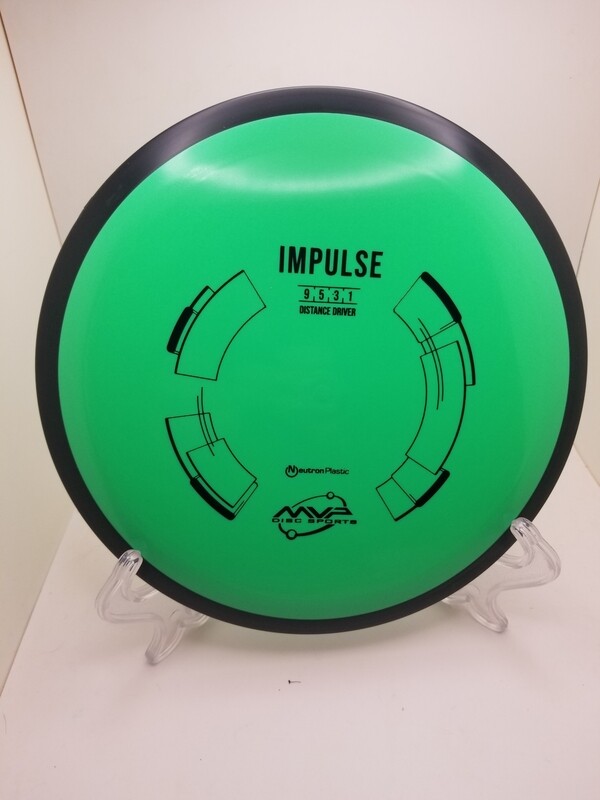 IMPULSE
9 5 3 1
DISTANCE DRIVER
Neutron Plastic
MVP
DISC SPORTS